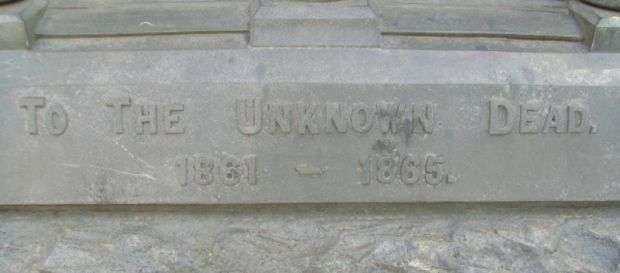 To The Unknown Dead.
1861 - 1865.